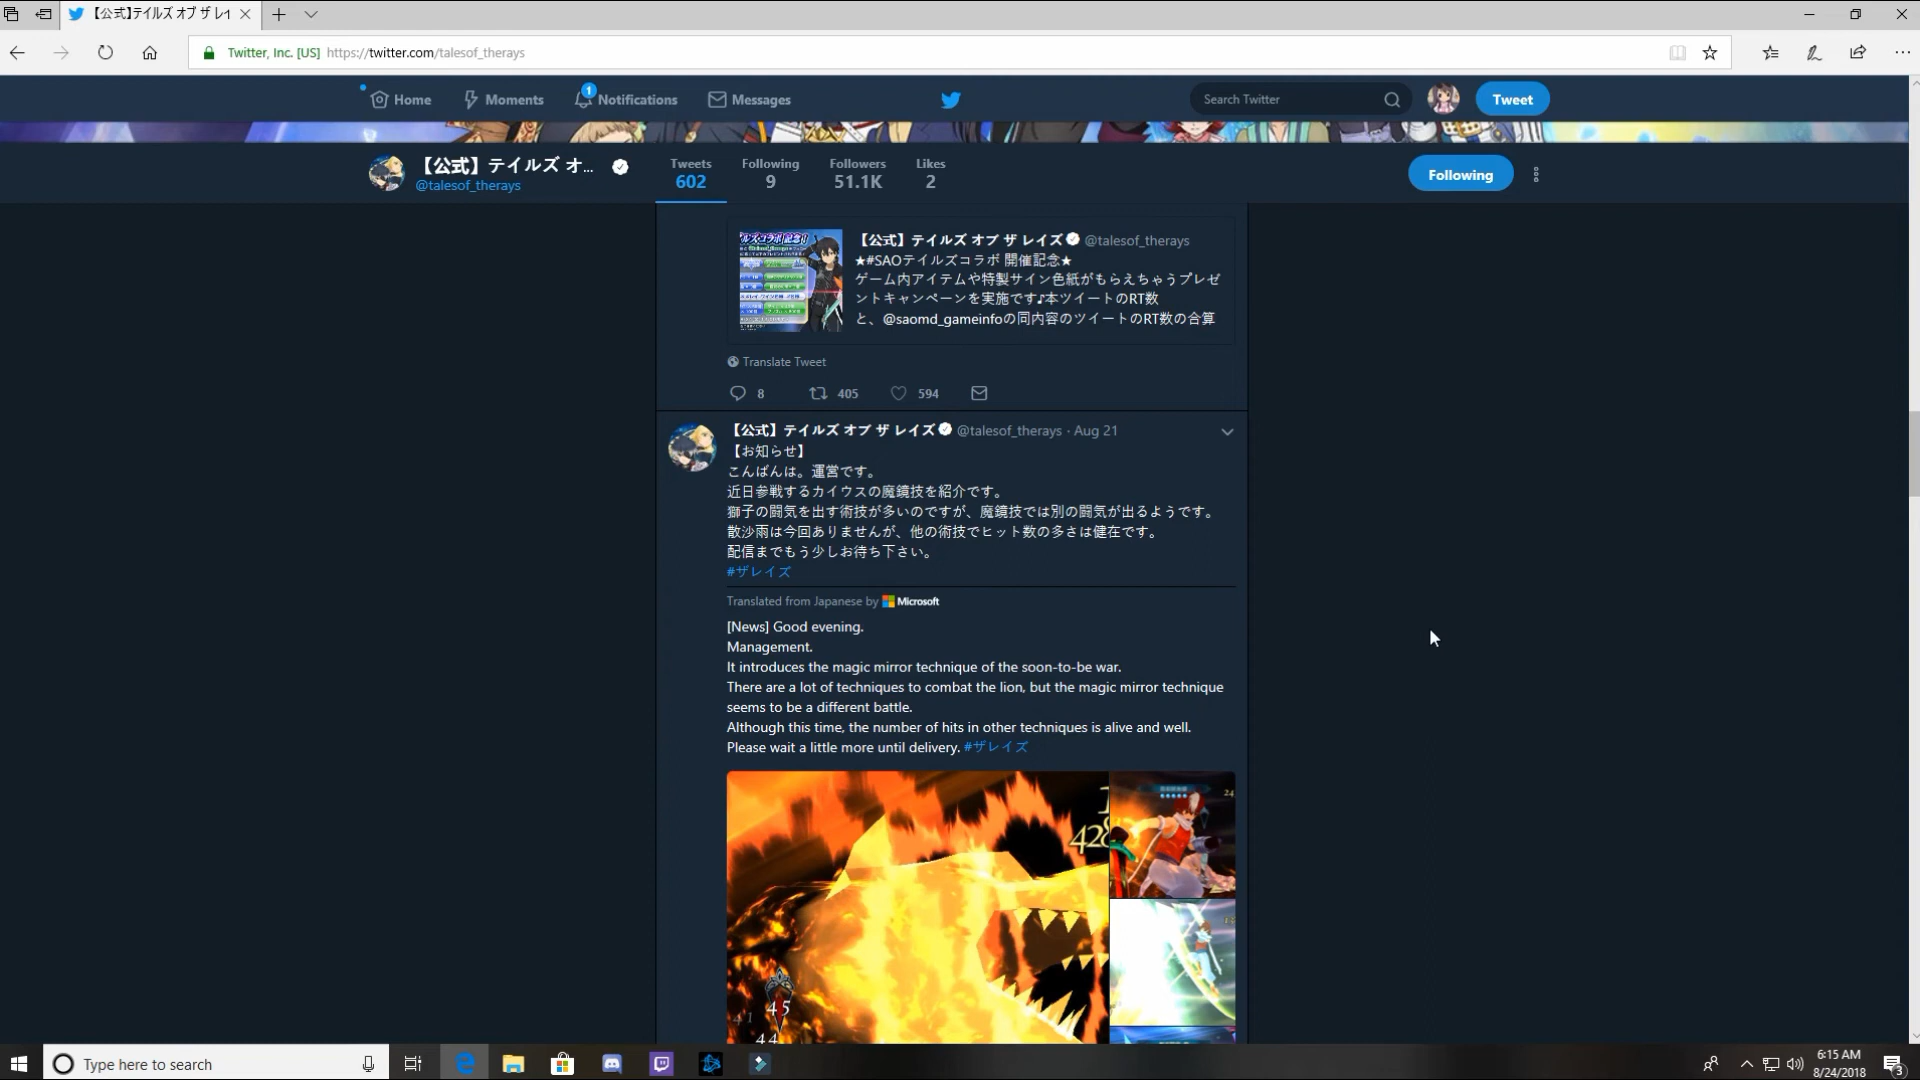 【公式】テイルズ オブ ザ レイ
Twitter, Inc. [US] https://twitter.com/talesof_therays
Home
Moments
1
Notifications
Messages
Search Twitter
Tweet
【公式】テイルズ オ...
@talesof_therays
Tweets
602
Following
9
Followers
51.1K
Likes
2
Following
【公式】テイルズ オブ ザ レイズ @talesof_therays
★#SAOテイルズコラボ 開催記念★
ゲーム内アイテムや特製サイン色紙がもらえちゃうプレゼ
ントキャンペーンを実施です♪本ツイートのRT数
と、@saomd_gameinfoの同内容のツイートのRT数の合算
Translate Tweet
8 405 594
【公式】テイルズ オブ ザ レイズ @talesof_therays · Aug 21
【お知らせ】
こんばんは。運営です。
近日参戦するカイウスの魔鏡技を紹介です。
獅子の闘気を出す術技が多いのですが、魔鏡技では別の闘気が出るようです。
散沙雨は今回ありませんが、他の術技でヒット数の多さは健在です。
配信までもう少しお待ち下さい。
#ザレイズ
Translated from Japanese by Microsoft
[News] Good evening.
Management.
It introduces the magic mirror technique of the soon-to-be war.
There are a lot of techniques to combat the lion, but the magic mirror technique
seems to be a different battle.
Although this time, the number of hits in other techniques is alive and well.
Please wait a little more until delivery. #ザレイズ
428
24
45
41
44
Type here to search
6:15 AM
8/24/2018
3